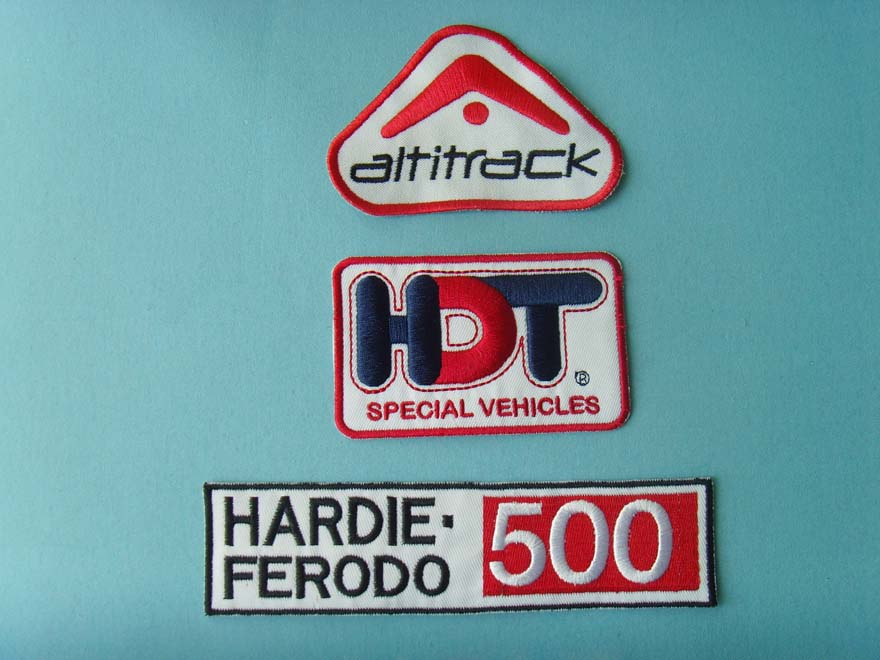 altitrack
HDT ®
SPECIAL VEHICLES
HARDIE-
FERODO
500